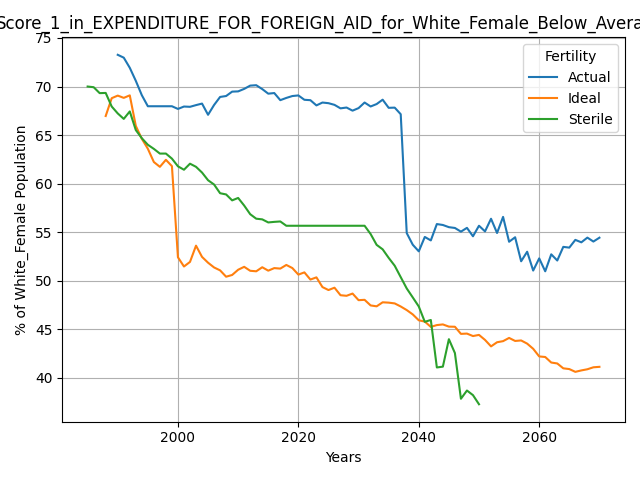 Score_1_in_EXPENDITURE_FOR_FOREIGN_AID_for_White_Female_Below_Avera
75
70
65
60
55
50
45
40
% of White_Female Population
Fertility
Actual
Ideal
Sterile
2000
2020
2040
2060
Years